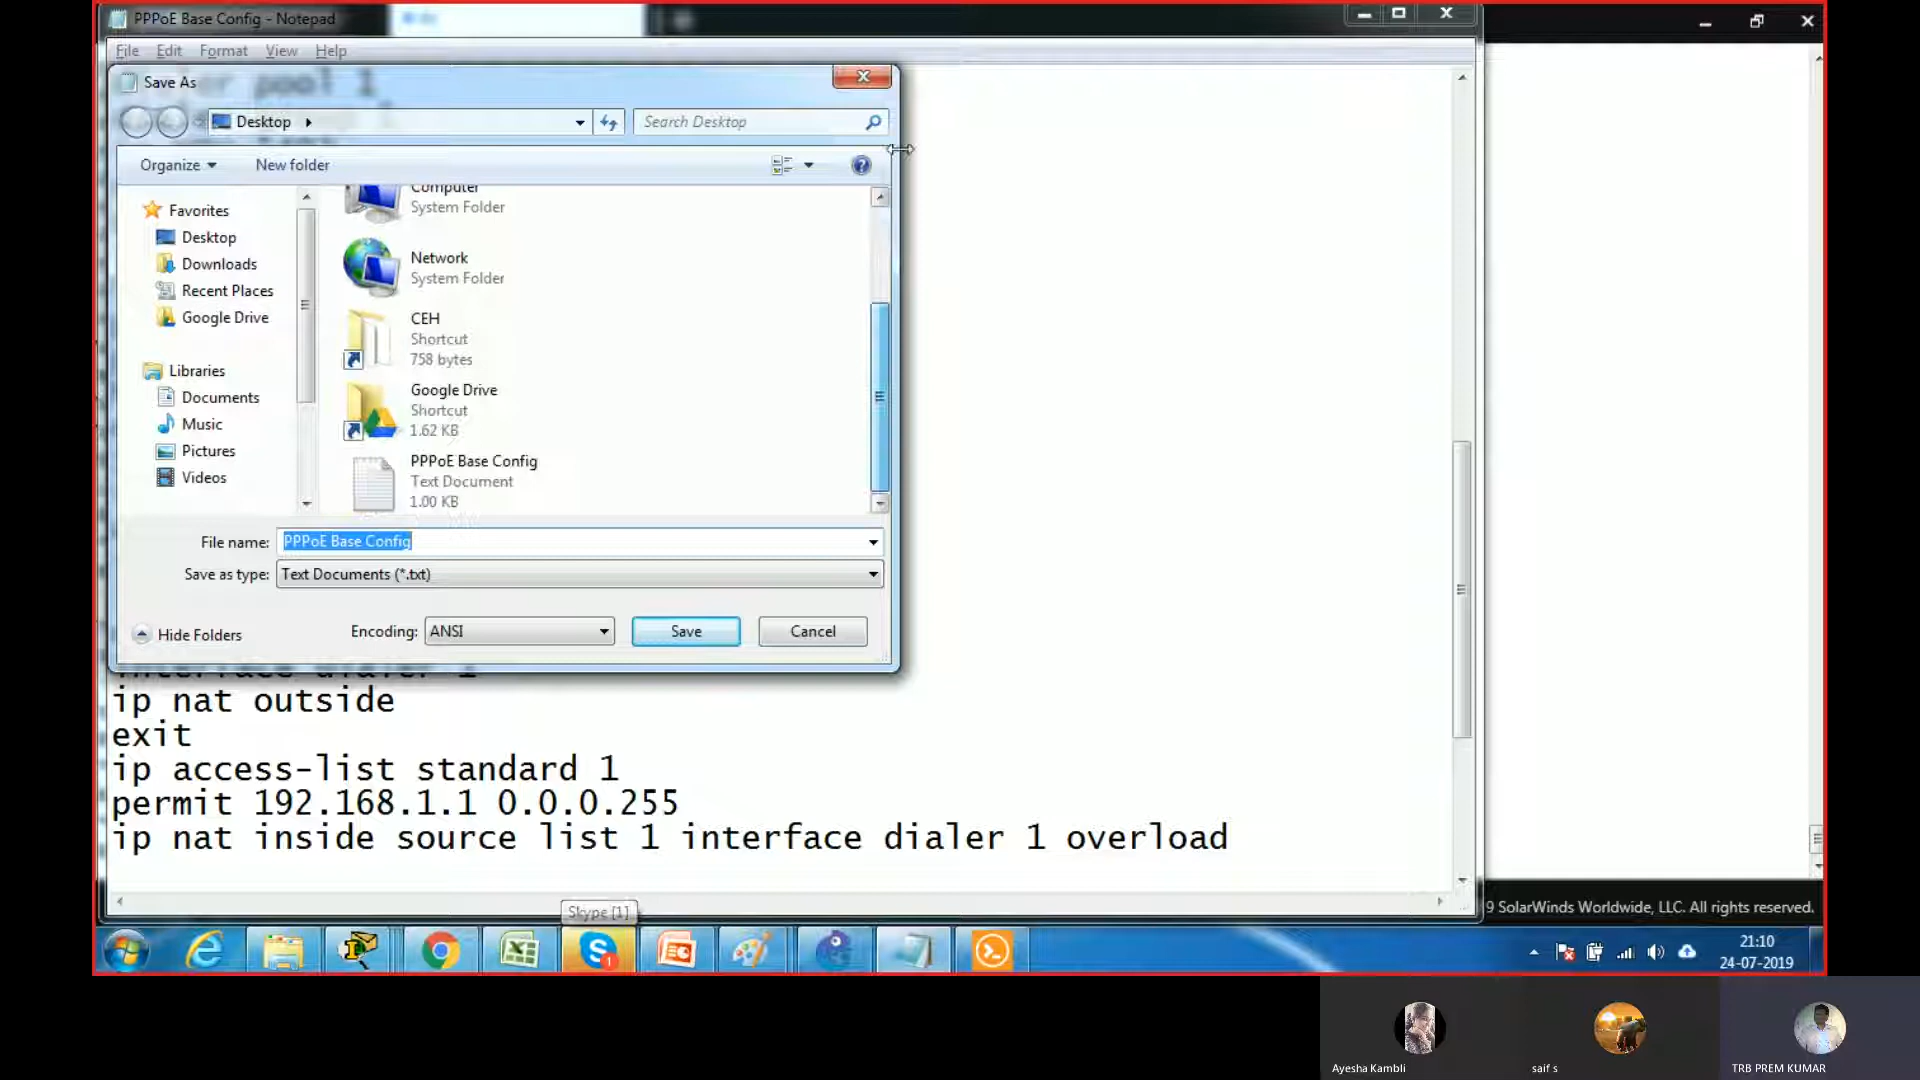 PPPoE Base Config - Notepad
File Edit Format View Help
Save As
Desktop
Search Desktop
Organize
New folder
Favorites
Desktop
Downloads
Recent Places
Google Drive
Libraries
Documents
Music
Pictures
Videos
Computer
System Folder
Network
System Folder
CEH
Shortcut
758 bytes
Google Drive
Shortcut
1.62 KB
PPPoE Base Config
Text Document
1.00 KB
File name: PPPoE Base Config
Save as type: Text Documents (*.txt)
Hide Folders
Encoding: ANSI
Save
Cancel
interface dialer 1
ip nat outside
exit
ip access-list standard 1
permit 192.168.1.1 0.0.0.255
ip nat inside source list 1 interface dialer 1 overload
Skype [1]
9 SolarWinds Worldwide, LLC. All rights reserved.
21:10
24-07-2019
Ayesha Kambli
saif s
TRB PREM KUMAR